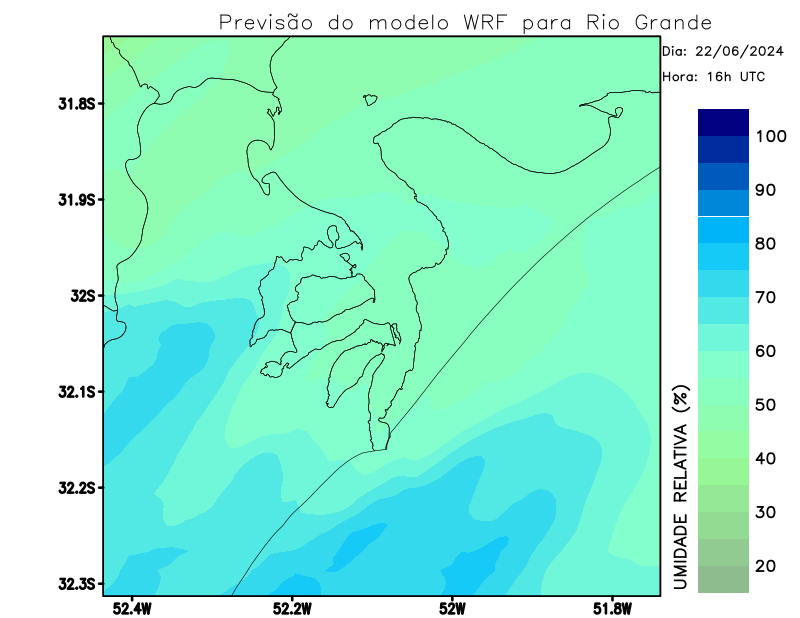 Previsão do modelo WRF para Rio Grande
Dia: 22/06/2024
Hora: 16h UTC
31.8S
31.9S
32S
32.1S
32.2S
32.3S
52.4W
52.2W
52W
51.8W
100
90
80
70
60
50
40
30
20
UMIDADE RELATIVA (%)